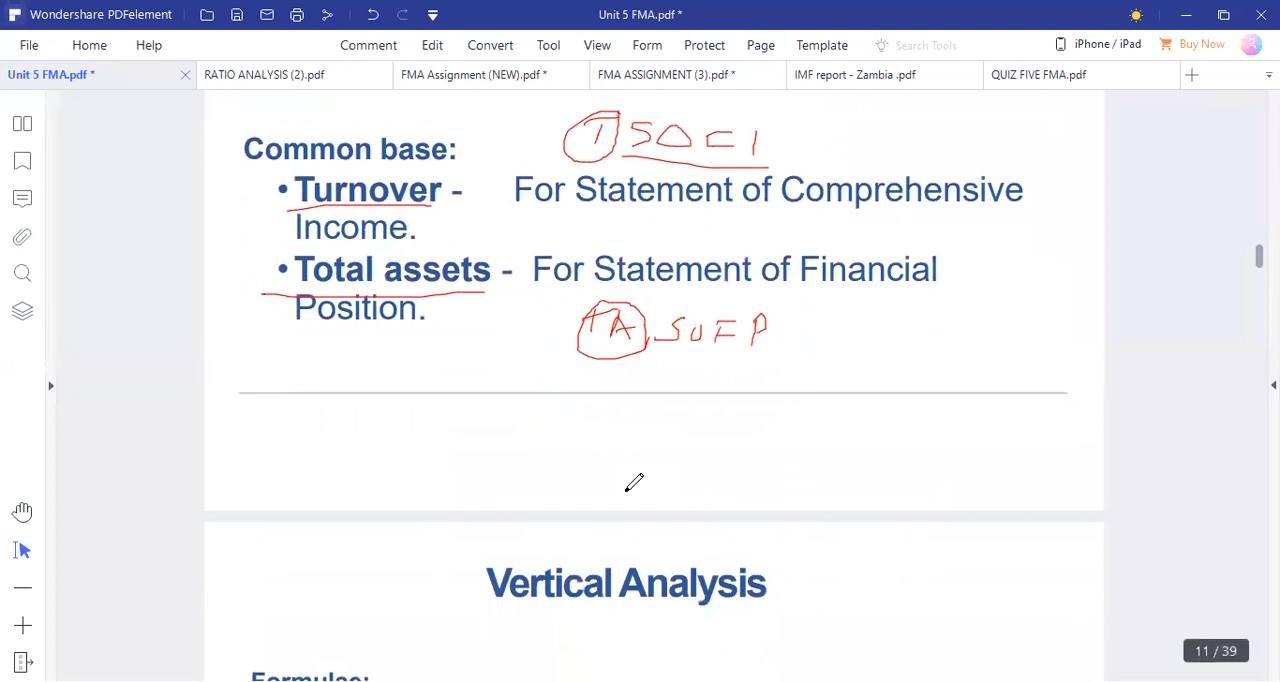 Wondershare PDFelement
Unit 5 FMA.pdf *
File Home Help Comment Edit Convert Tool View Form Protect Page Template Search Tools iPhone / iPad Buy Now
Unit 5 FMA.pdf * RATIO ANALYSIS (2).pdf FMA Assignment (NEW).pdf * FMA ASSIGNMENT (3).pdf * IMF report - Zambia .pdf QUIZ FIVE FMA.pdf
T SOCI
Common base:
• Turnover - For Statement of Comprehensive
Income.
• Total assets - For Statement of Financial
Position.
TA SOFP
Vertical Analysis
Formulae:
11 / 39